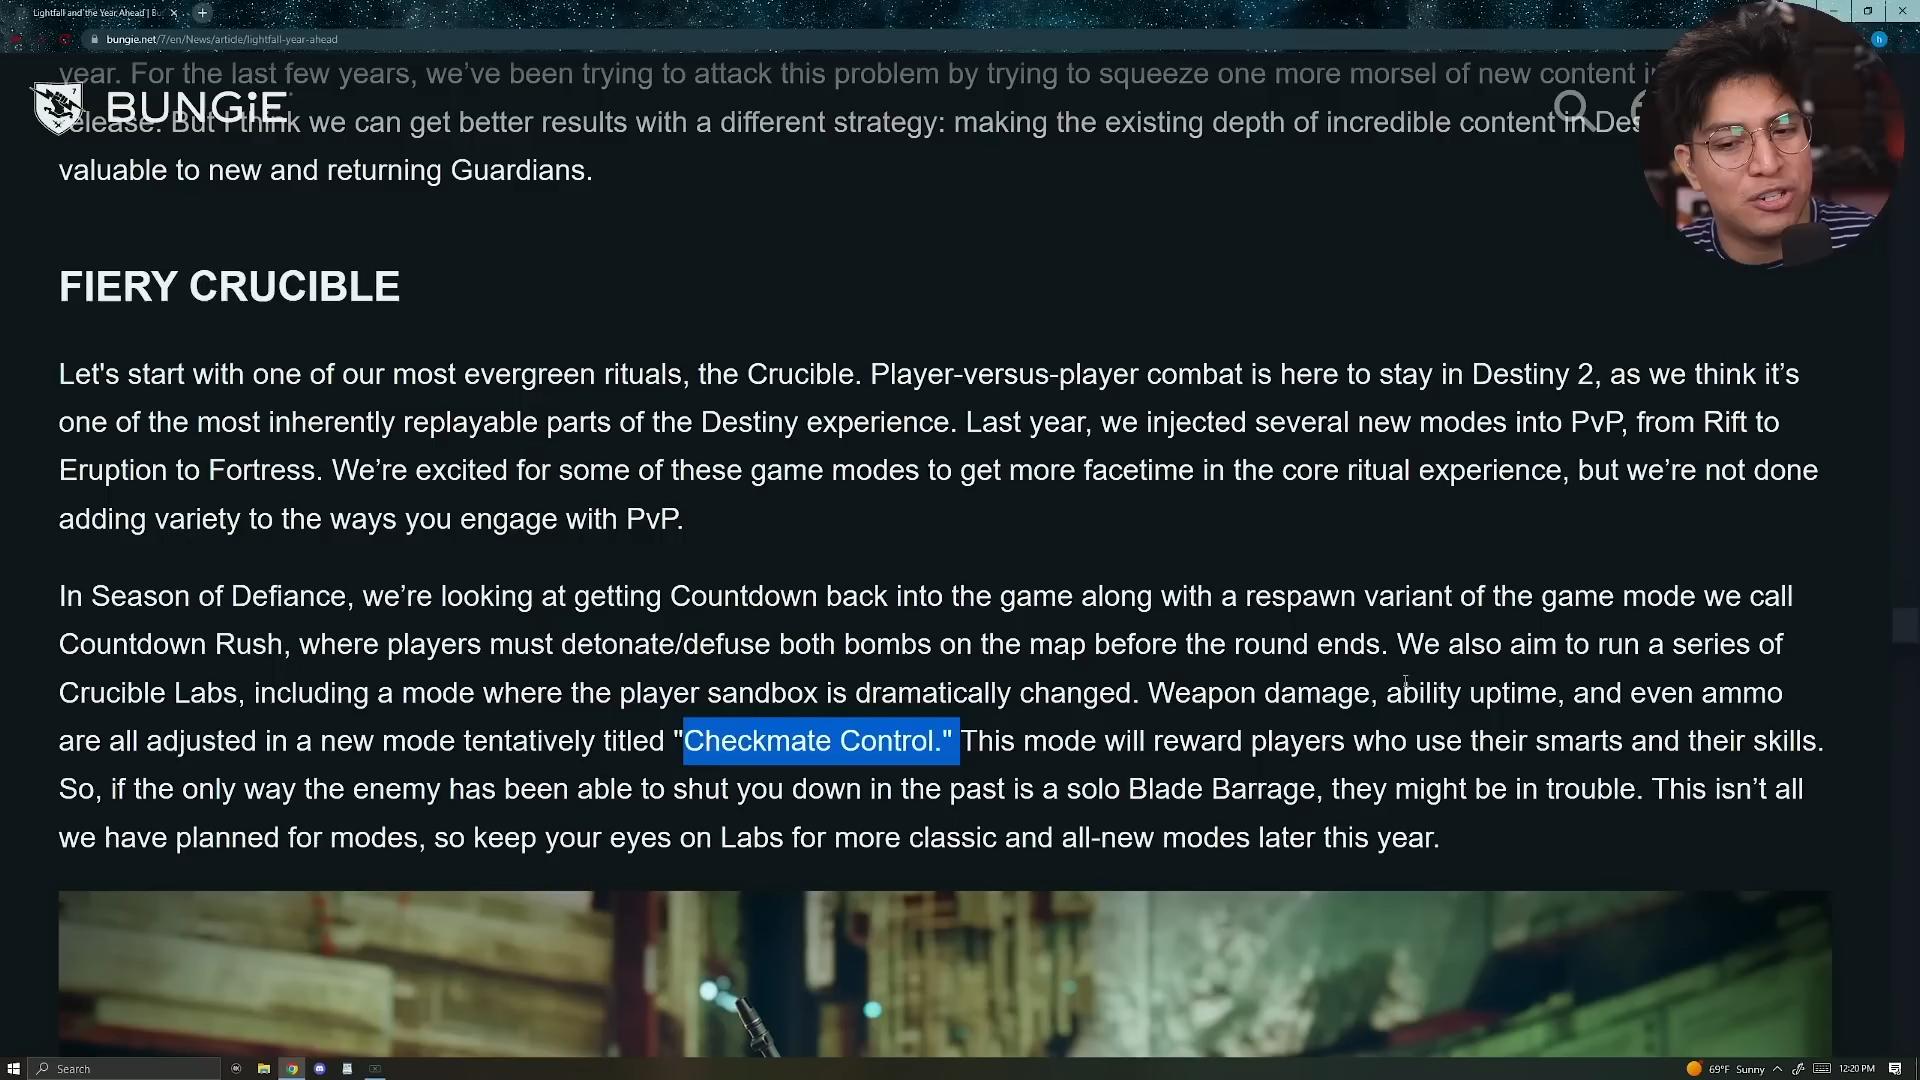 Lightfall and the Year Ahead | Bu
bungie.net/7/en/News/article/lightfall-year-ahead
year. For the last few years, we’ve been trying to attack this problem by trying to squeeze one more morsel of new content
BUNGiE
release. But I think we can get better results with a different strategy: making the existing depth of incredible content in
valuable to new and returning Guardians.
FIERY CRUCIBLE
Let's start with one of our most evergreen rituals, the Crucible. Player-versus-player combat is here to stay in Destiny 2, as we think it’s
one of the most inherently replayable parts of the Destiny experience. Last year, we injected several new modes into PvP, from Rift to
Eruption to Fortress. We’re excited for some of these game modes to get more facetime in the core ritual experience, but we’re not done
adding variety to the ways you engage with PvP.
In Season of Defiance, we’re looking at getting Countdown back into the game along with a respawn variant of the game mode we call
Countdown Rush, where players must detonate/defuse both bombs on the map before the round ends. We also aim to run a series of
Crucible Labs, including a mode where the player sandbox is dramatically changed. Weapon damage, ability uptime, and even ammo
are all adjusted in a new mode tentatively titled "Checkmate Control." This mode will reward players who use their smarts and their skills.
So, if the only way the enemy has been able to shut you down in the past is a solo Blade Barrage, they might be in trouble. This isn’t all
we have planned for modes, so keep your eyes on Labs for more classic and all-new modes later this year.
Search
69°F Sunny
12:20 PM